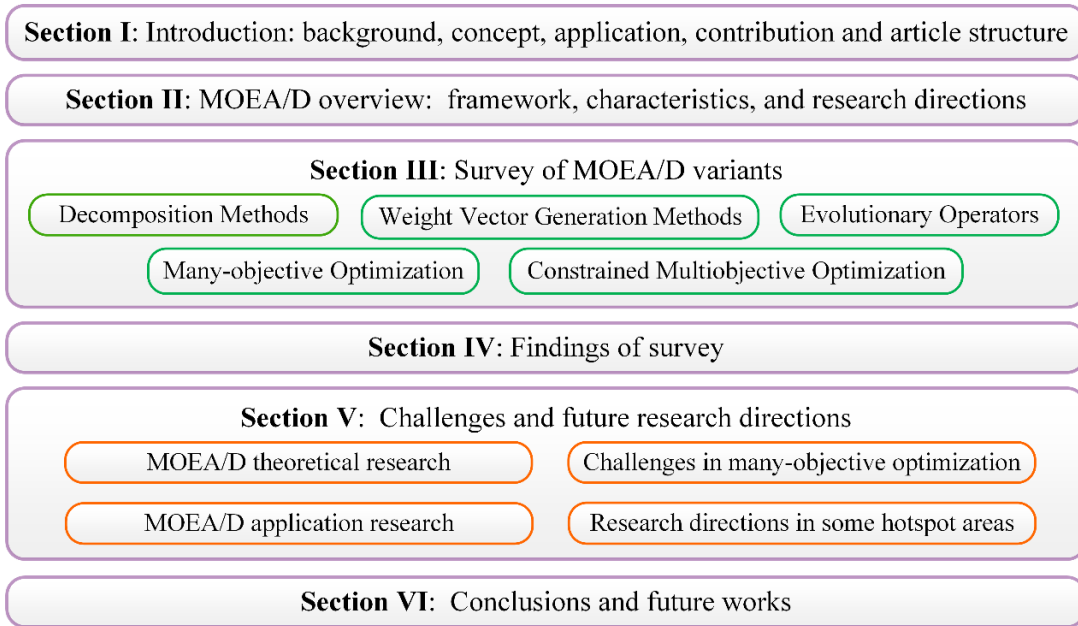 Section I: Introduction: background, concept, application, contribution and article structure
Section II: MOEA/D overview: framework, characteristics, and research directions
Section III: Survey of MOEA/D variants
Decomposition Methods
Weight Vector Generation Methods
Evolutionary Operators
Many-objective Optimization
Constrained Multiobjective Optimization
Section IV: Findings of survey
Section V: Challenges and future research directions
MOEA/D theoretical research
Challenges in many-objective optimization
MOEA/D application research
Research directions in some hotspot areas
Section VI: Conclusions and future works